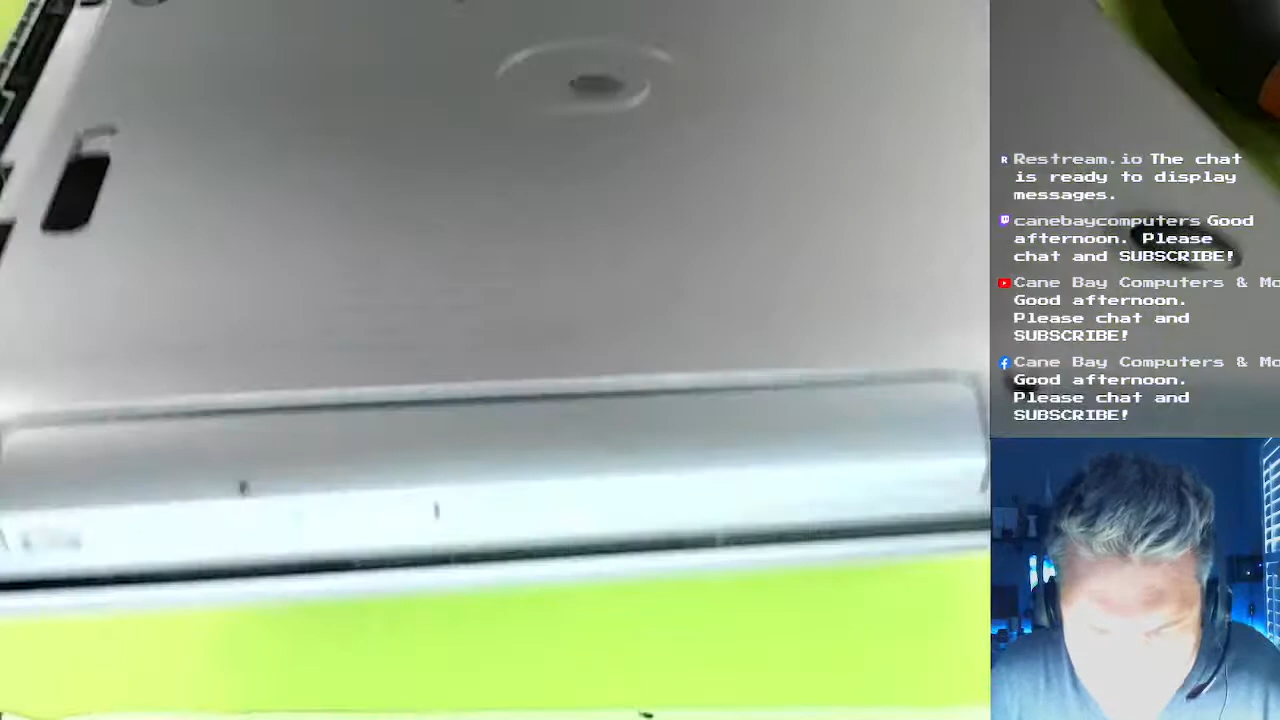 Restream.io The chat
is ready to display
messages.
canebaycomputers Good
afternoon. Please
chat and SUBSCRIBE!
Cane Bay Computers & Mo
Good afternoon.
Please chat and
SUBSCRIBE!
Cane Bay Computers & Mo
Good afternoon.
Please chat and
SUBSCRIBE!